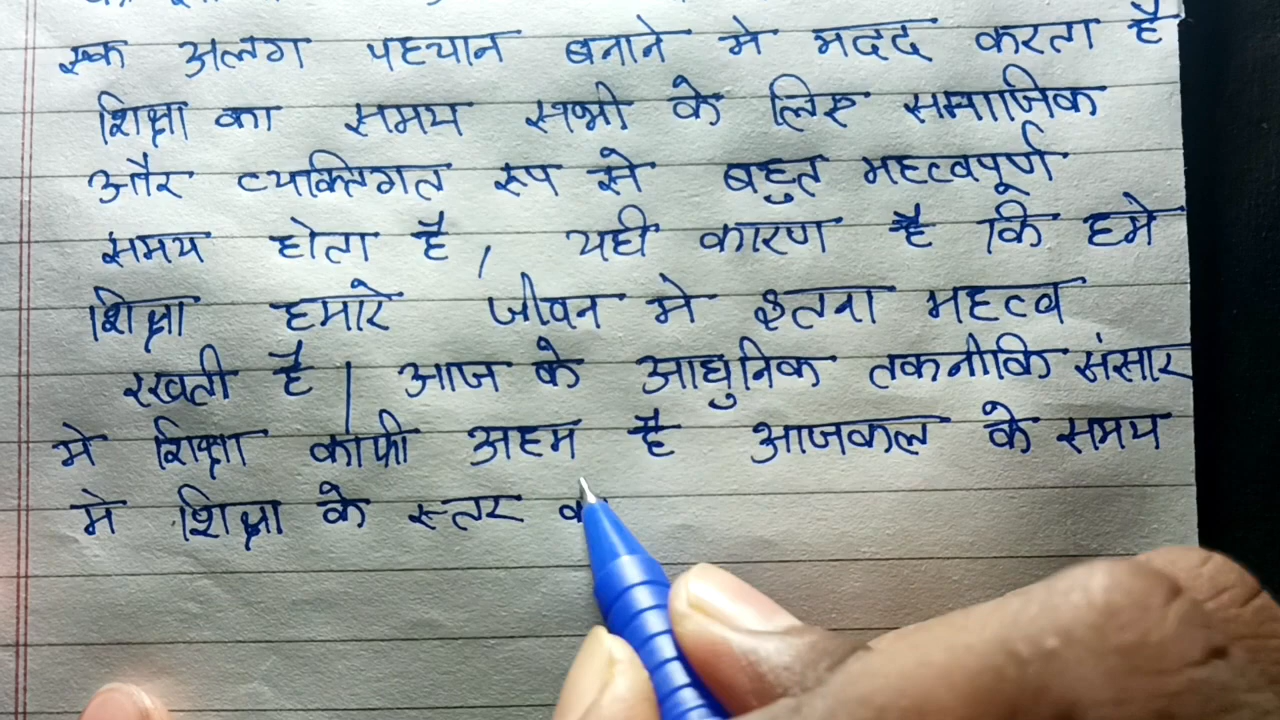 एक अलग पहचान बनाने मे मदद करता है
शिक्षा का समय सभी के लिए समाजिक
और व्यक्तिगत रूप से बहुत महत्वपूर्ण
समय होता है, यही कारण है कि हमे
शिक्षा हमारे जीवन मे इतना महत्व
रखती है| आज के आधुनिक तकनीकि संसार
मे शिक्षा काफी अहम है आजकल के समय
मे शिक्षा के स्तर